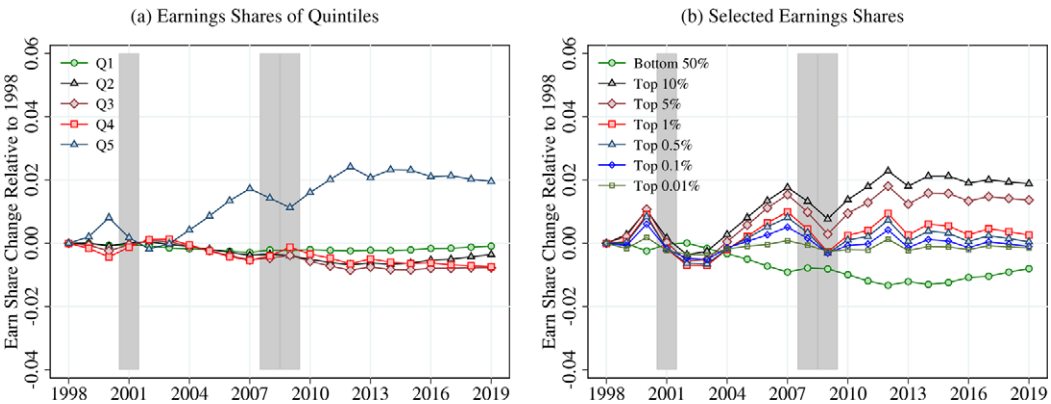 (a) Earnings Shares of Quintiles
Earn Share Change Relative to 1998
0.06
0.04
0.02
0.00
-0.02
-0.04
Q1
Q2
Q3
Q4
Q5
1998 2001 2004 2007 2010 2013 2016 2019
(b) Selected Earnings Shares
Earn Share Change Relative to 1998
0.06
0.04
0.02
0.00
-0.02
-0.04
Bottom 50%
Top 10%
Top 5%
Top 1%
Top 0.5%
Top 0.1%
Top 0.01%
1998 2001 2004 2007 2010 2013 2016 2019